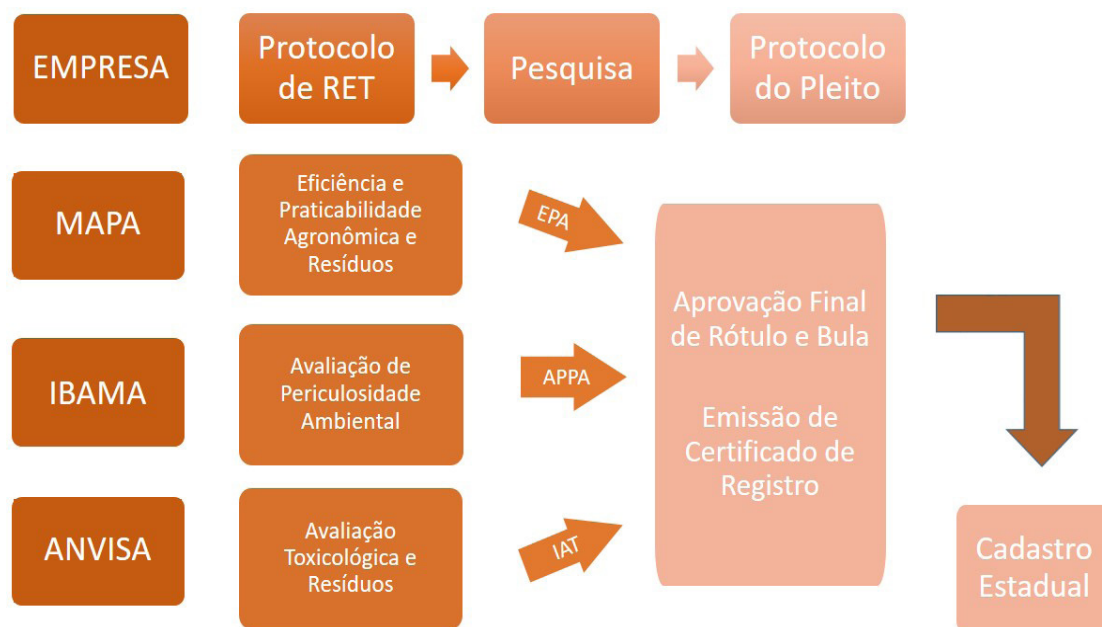 EMPRESA
Protocolo
de RET
Pesquisa
Protocolo
do Pleito
MAPA
Eficiência e
Praticabilidade
Agronômica e
Resíduos
EPA
IBAMA
Avaliação de
Periculosidade
Ambiental
APPA
ANVISA
Avaliação
Toxicológica e
Resíduos
IAT
Aprovação Final
de Rótulo e Bula
Emissão de
Certificado de
Registro
Cadastro
Estadual